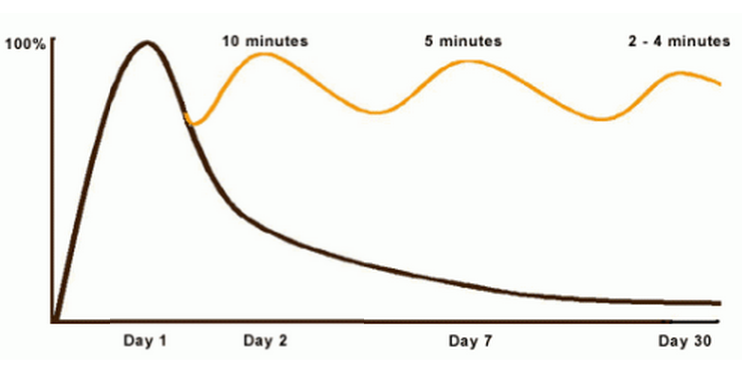 100%
10 minutes
5 minutes
2 - 4 minutes
Day 1
Day 2
Day 7
Day 30